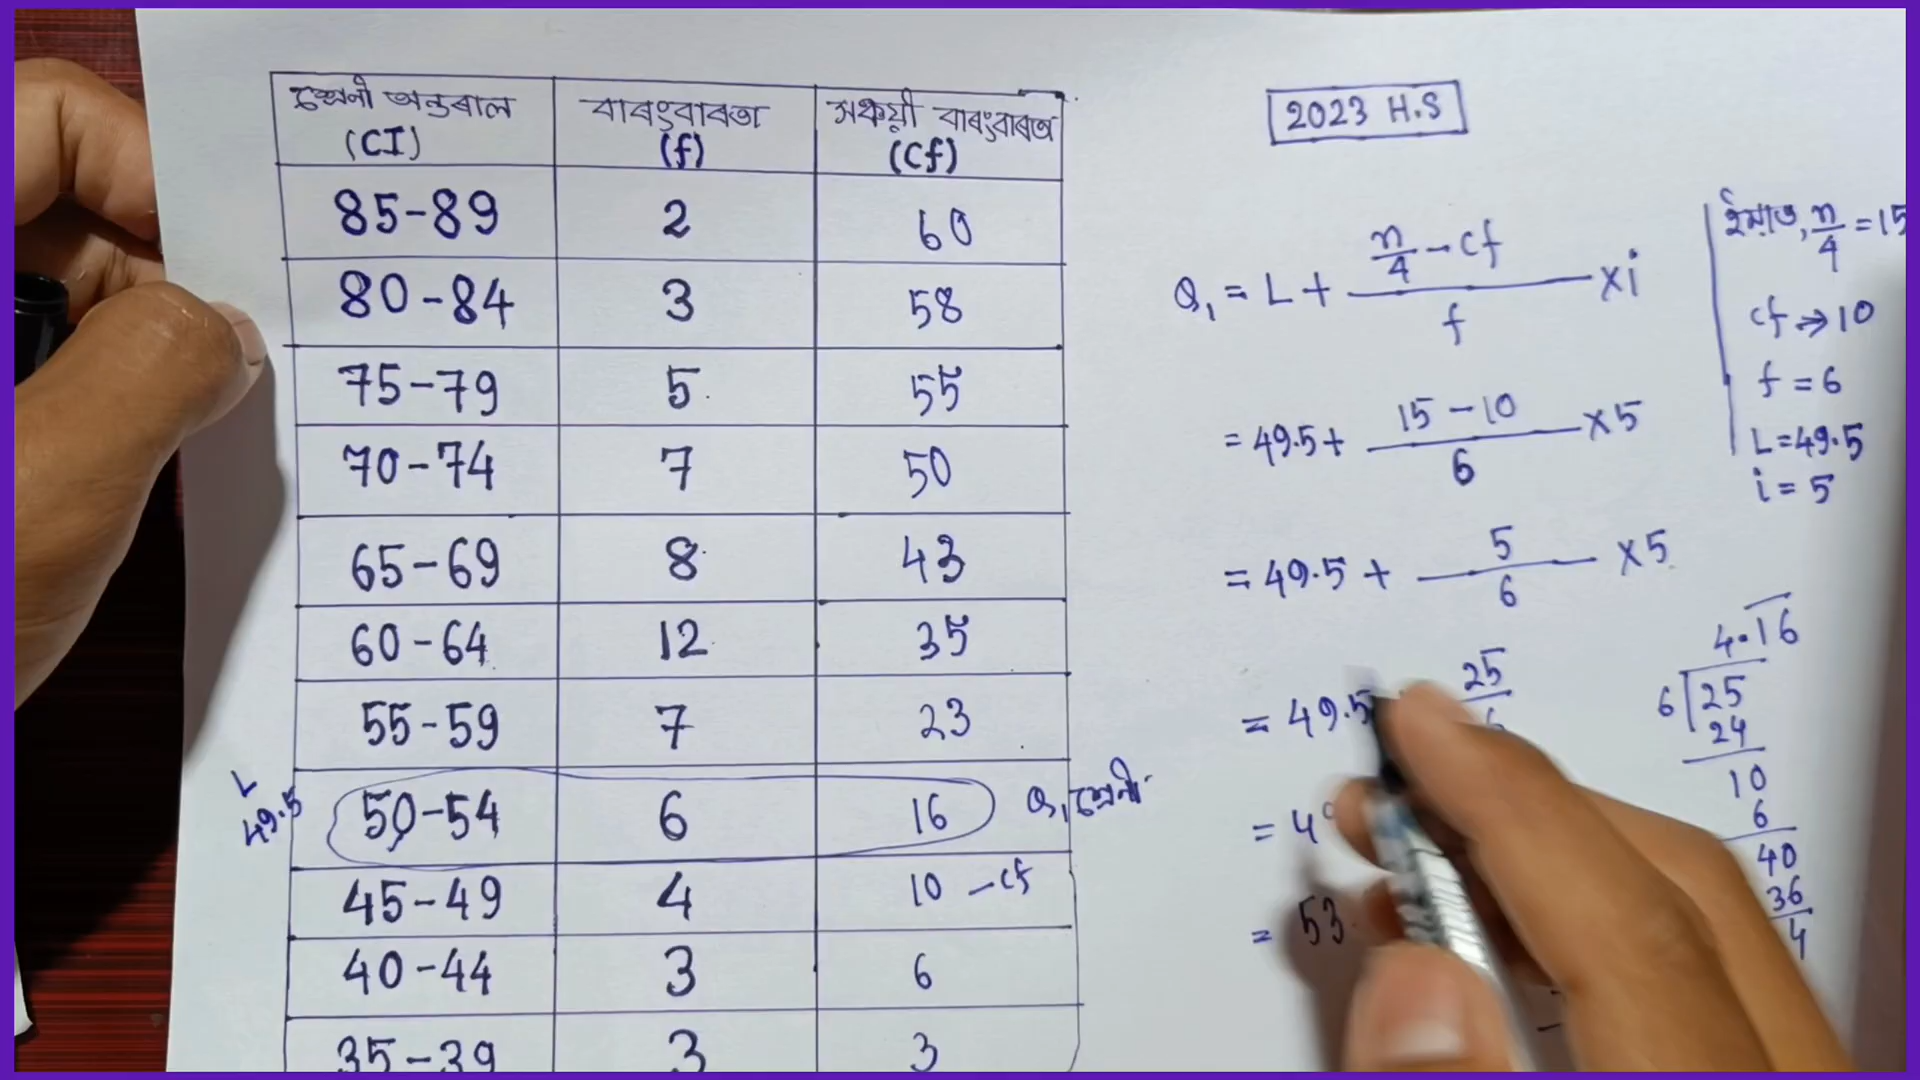 শ্ৰেনী অন্তৰাল (CI) বাৰংবাৰতা (f) সঞ্চয়ী বাৰংবাৰতা (Cf)
85-89 2 60
80-84 3 58
75-79 5 55
70-74 7 50
65-69 8 43
60-64 12 35
55-59 7 23
L 49.5 50-54 6 16 Q₁ শ্ৰেনী
45-49 4 10 -cf
40-44 3 6
35-39 3 3
2023 H.S
Q₁ = L + (n/4 - cf)/f × i
= 49.5 + (15-10)/6 × 5
= 49.5 + 5/6 × 5
= 49.5 25/6
= 4
= 53.
ইয়াত, n/4 = 15
cf → 10
f = 6
L = 49.5
i = 5
4.16
6 25
24
10
6
40
36
4